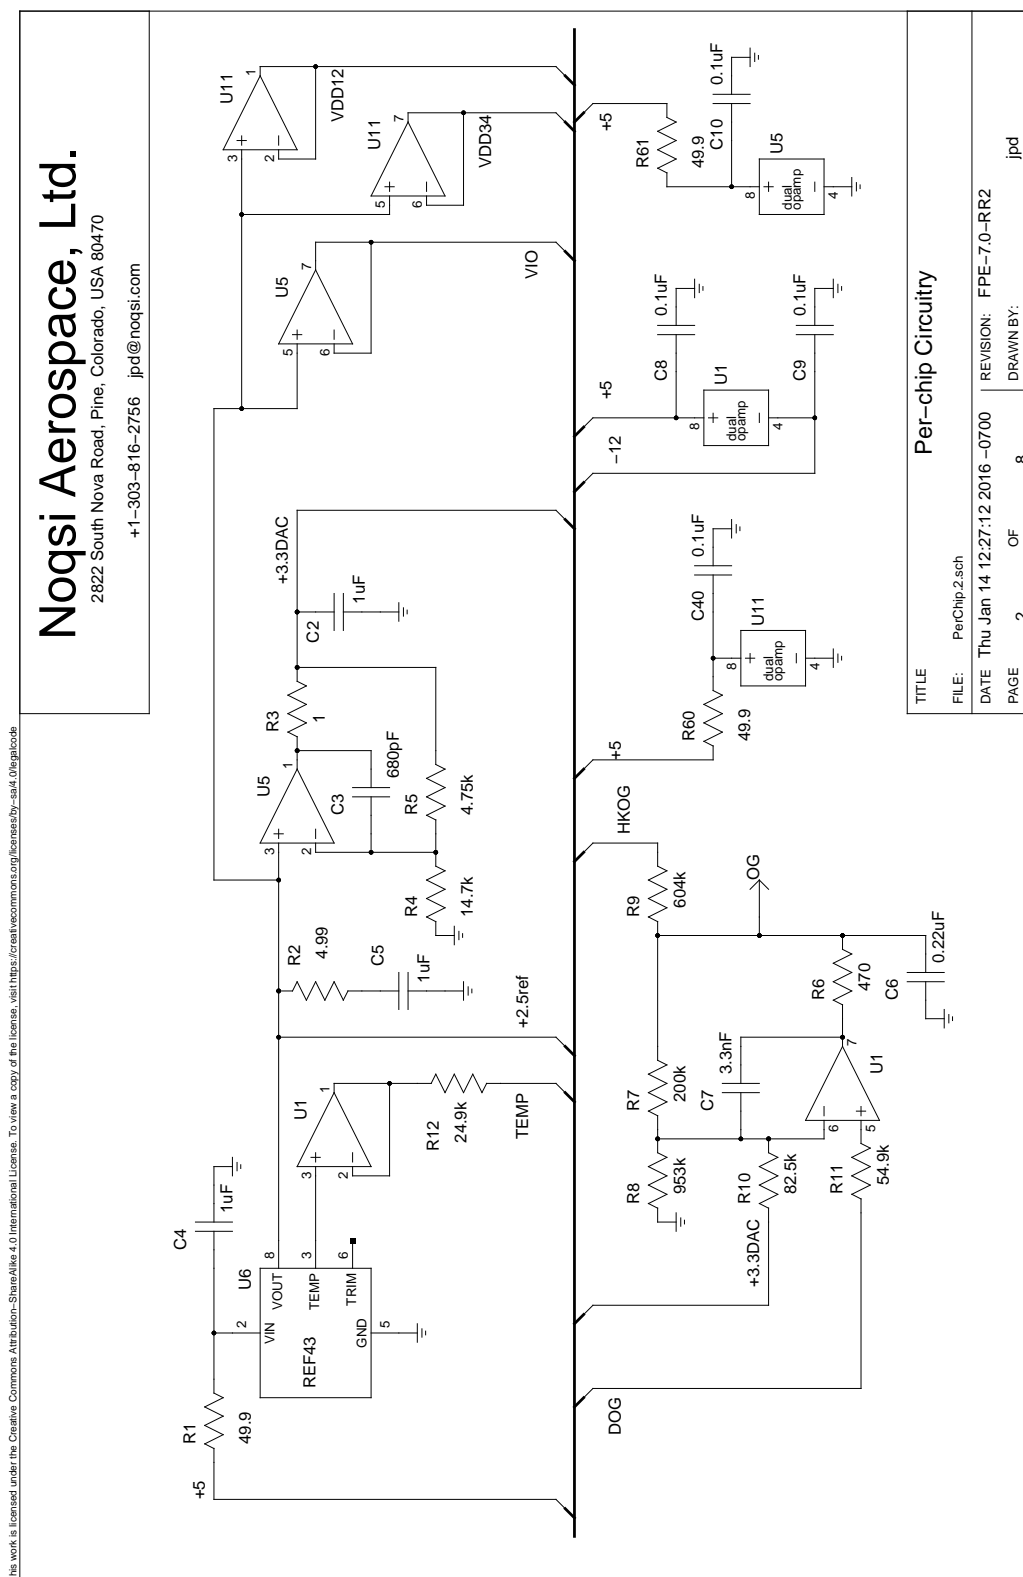 his work is licensed under the Creative Commons Attribution−ShareAlike 4.0 International License. To view a copy of the license, visit https://creativecommons.org/licenses/by−sa/4.0/legalcode
Noqsi Aerospace, Ltd.
2822 South Nova Road, Pine, Colorado, USA 80470
+1−303−816−2756 jpd@noqsi.com
+5
R1
49.9
C4
1uF
U6
2
VIN
REF43
VOUT
8
TEMP
3
TRIM
6
GND
5
U1
3
+
2
−
1
R12
24.9k
TEMP
+2.5ref
R2
4.99
C5
1uF
U5
3
+
2
−
1
C3
680pF
R3
1
R4
14.7k
R5
4.75k
C2
1uF
+3.3DAC
U5
5
+
6
−
7
VIO
U11
3
+
2
−
1
VDD12
U11
5
+
6
−
7
VDD34
DOG
+3.3DAC
R8
953k
R10
82.5k
R11
54.9k
R7
200k
C7
3.3nF
6
−
5
+
7
U1
R6
470
C6
0.22uF
OG
R9
604k
HKOG
+5
R60
49.9
C40
0.1uF
U11
8
+
dual
opamp
−
4
−12
+5
C8
0.1uF
U1
8
+
dual
opamp
−
4
C9
0.1uF
+5
R61
49.9
C10
0.1uF
U5
8
+
dual
opamp
−
4
TITLE
Per−chip Circuitry
FILE: PerChip.2.sch
REVISION: FPE−7.0−RR2
DATE Thu Jan 14 12:27:12 2016 −0700
PAGE 2 OF 8
DRAWN BY: jpd